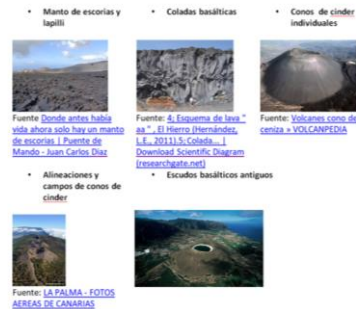 • Manto de escorias y
lapilli
• Coladas basálticas
• Conos de cinder
individuales
Fuente Donde antes había
vida ahora solo hay un manto
de escorias | Puente de
Mando - Juan Carlos Diaz
Fuente: 4; Esquema de lava "
aa " , El Hierro (Hernández,
L.E., 2011).5; Colada... |
Download Scientific Diagram
(researchgate.net)
Fuente: Volcanes cono de
ceniza » VOLCANPEDIA
• Alineaciones y
campos de conos de
cinder
• Escudos basálticos antiguos
Fuente: LA PALMA - FOTOS
AEREAS DE CANARIAS